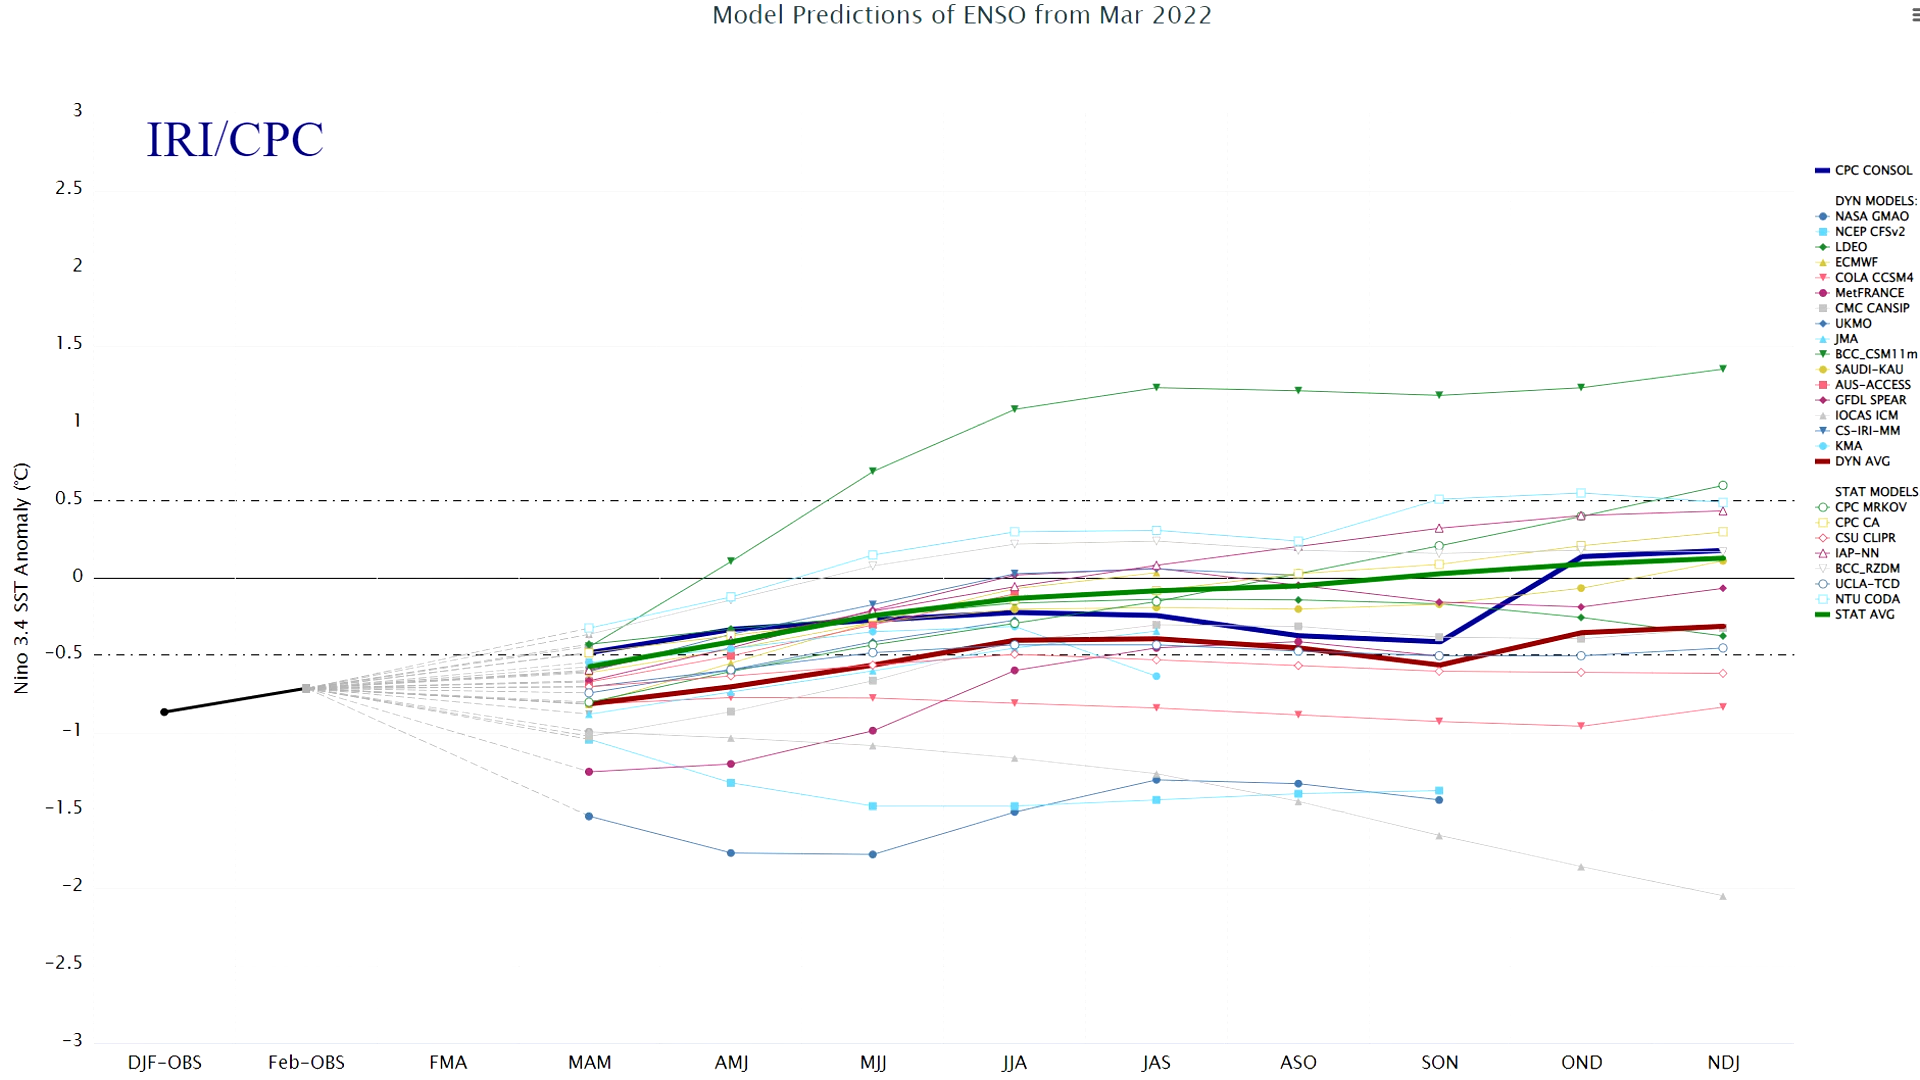 Model Predictions of ENSO from Mar 2022
IRI/CPC
Nino 3.4 SST Anomaly (°C)
3
2.5
2
1.5
1
0.5
0
-0.5
-1
-1.5
-2
-2.5
-3
DJF-OBS Feb-OBS FMA MAM AMJ MJJ JJA JAS ASO SON OND NDJ
CPC CONSOL
DYN MODELS:
NASA GMAO
NCEP CFSv2
LDEO
ECMWF
COLA CCSM4
MetFRANCE
CMC CANSIP
UKMO
JMA
BCC_CSM11m
SAUDI-KAU
AUS-ACCESS
GFDL SPEAR
IOCAS ICM
CS-IRI-MM
KMA
DYN AVG
STAT MODELS
CPC MRKOV
CPC CA
CSU CLIPR
IAP-NN
BCC_RZDM
UCLA-TCD
NTU CODA
STAT AVG